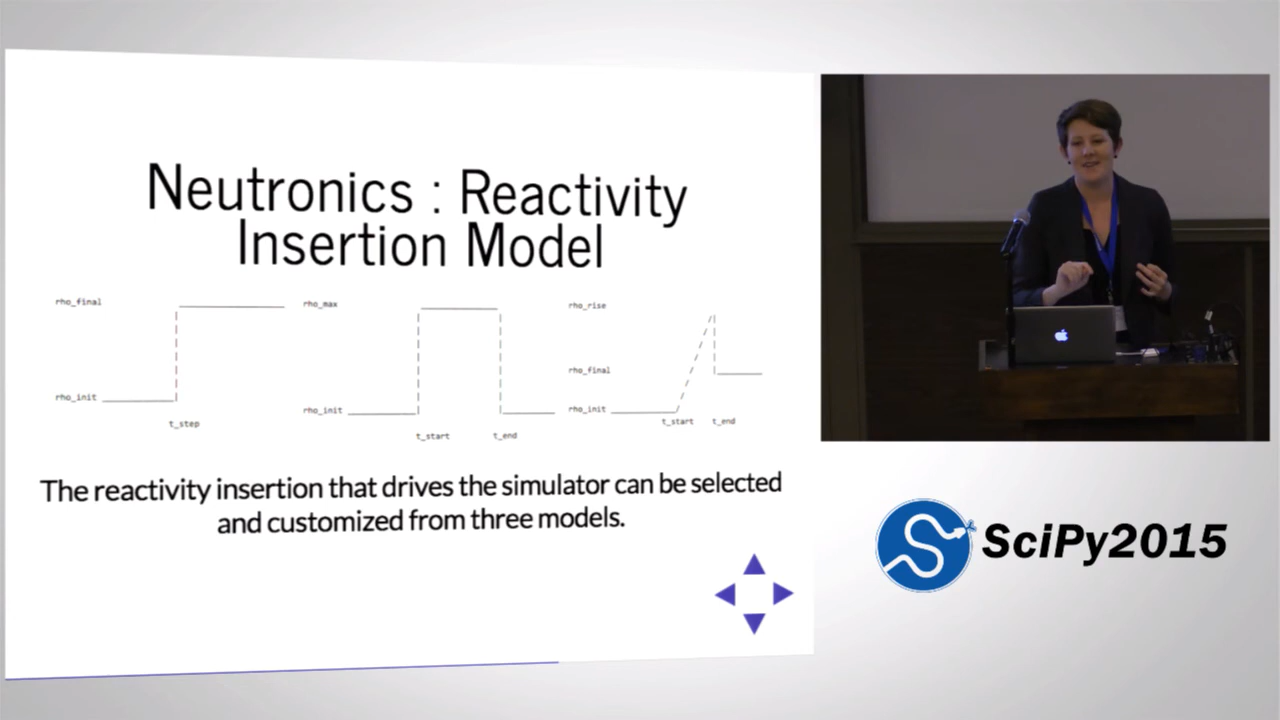 Neutronics : Reactivity
Insertion Model
rho_final
rho_init
t_step
rho_max
rho_init
t_start
t_end
rho_rise
rho_final
rho_init
t_start
t_end
The reactivity insertion that drives the simulator can be selected
and customized from three models.
SciPy2015